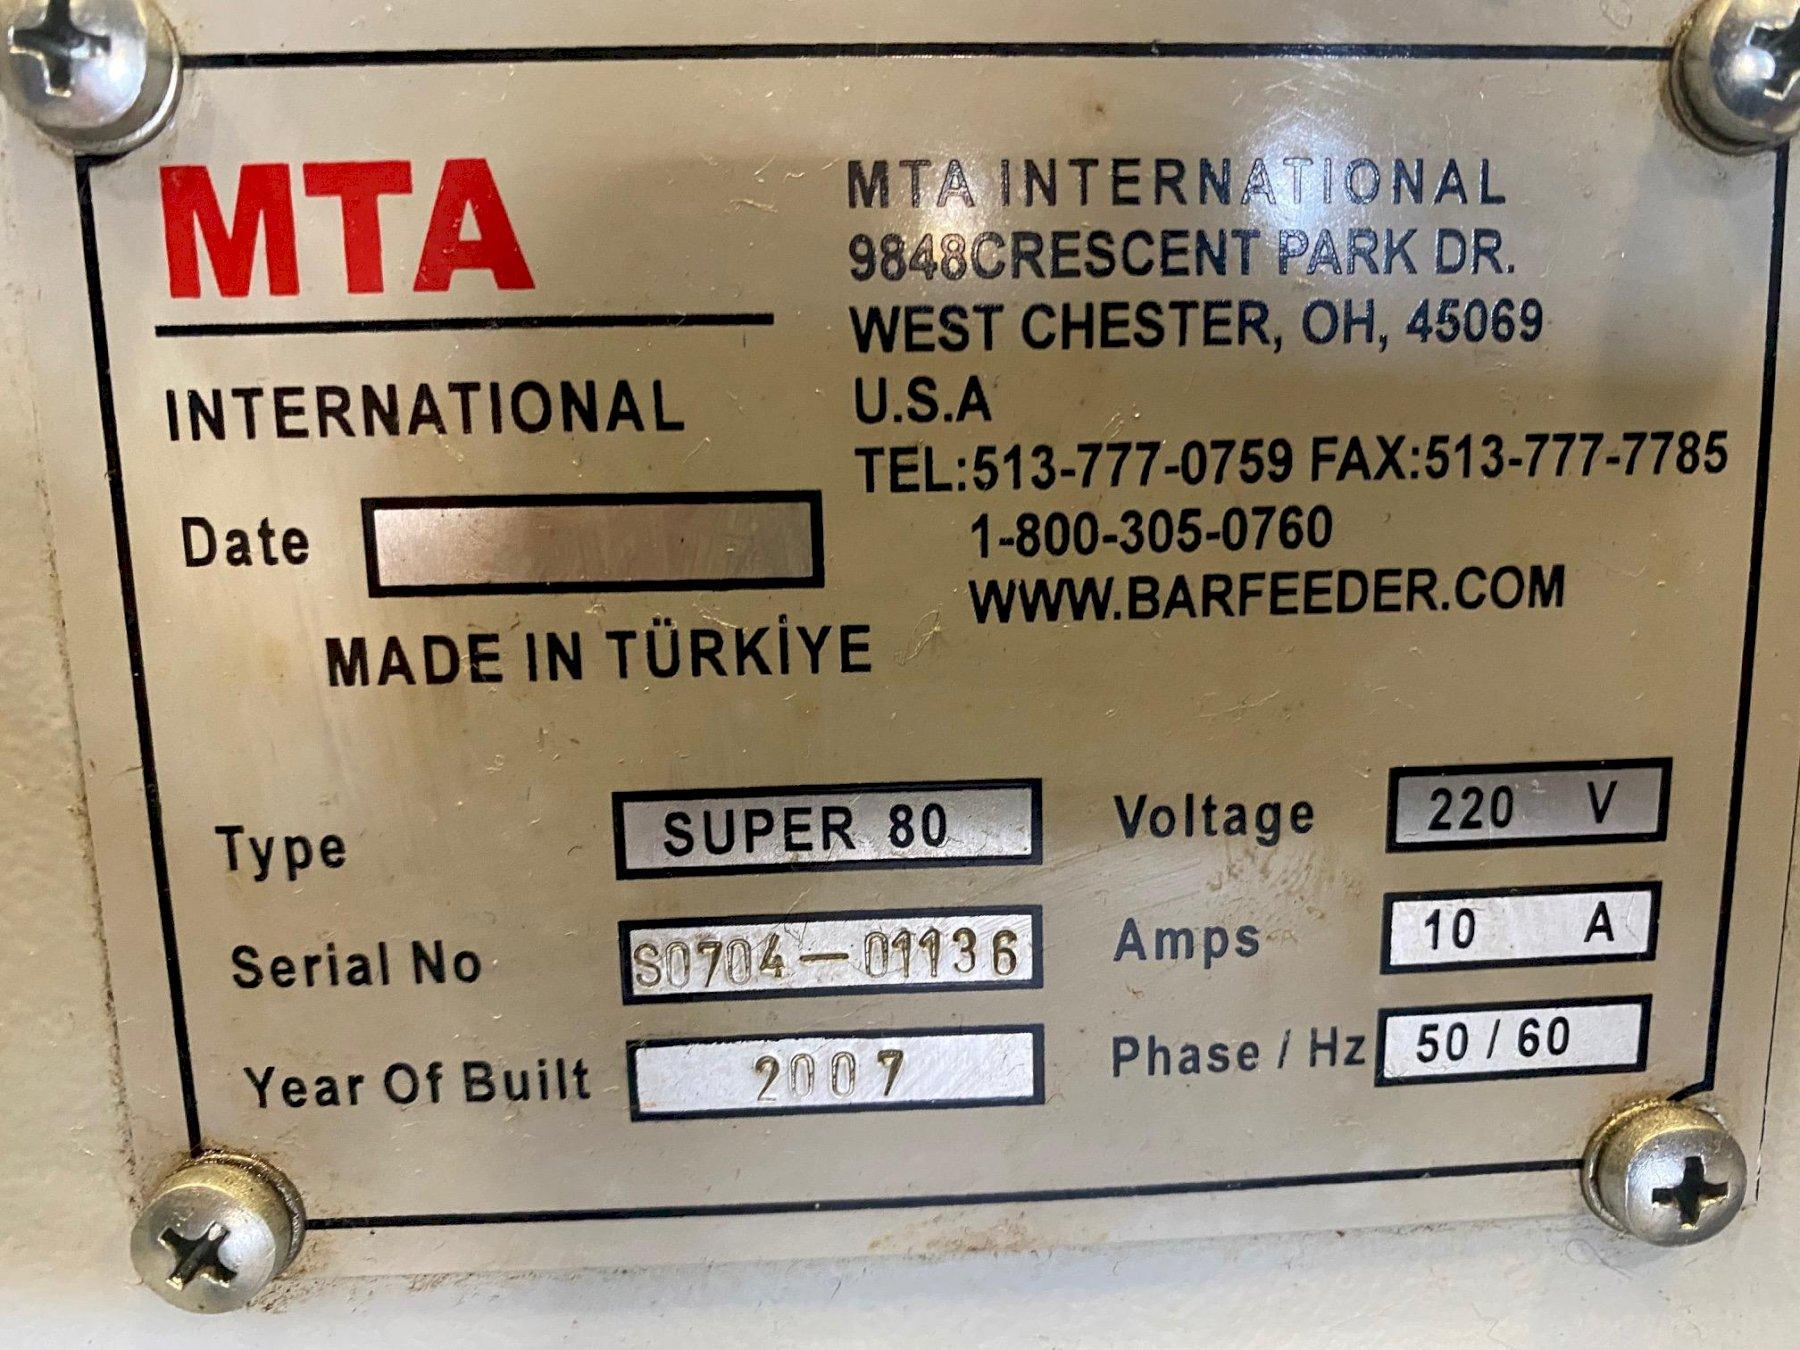 MTA
INTERNATIONAL
Date
MADE IN TÜRKİYE
MTA INTERNATIONAL
9848CRESCENT PARK DR.
WEST CHESTER, OH, 45069
U.S.A
TEL:513-777-0759 FAX:513-777-7785
1-800-305-0760
WWW.BARFEEDER.COM
Type SUPER 80
Serial No S0704-01136
Year Of Built 2007
Voltage 220 V
Amps 10 A
Phase / Hz 50 / 60